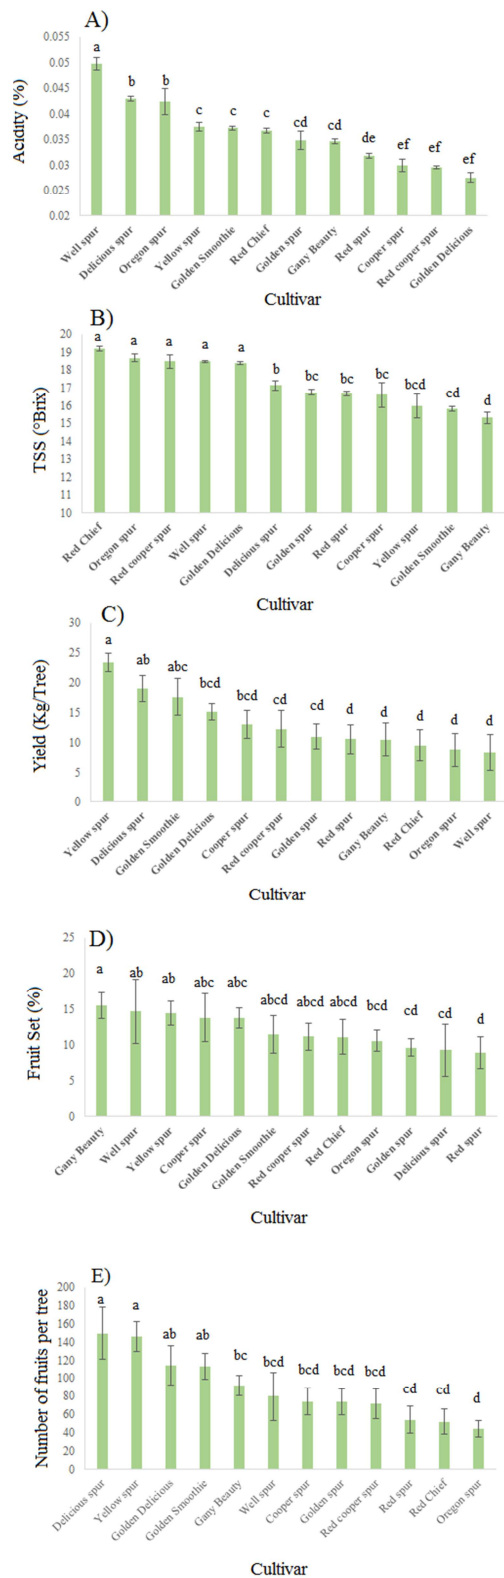 A)
0.055
0.05
0.045
0.04
0.035
0.03
0.025
0.02
Acidity (%)
a
b
b
c
c
c
cd
cd
de
ef
ef
ef
Well spur
Delicious spur
Oregon spur
Yellow spur
Golden Smoothie
Red Chief
Golden spur
Gany Beauty
Red spur
Cooper spur
Red cooper spur
Golden Delicious
Cultivar
B)
20
19
18
17
16
15
14
13
12
11
10
TSS (°Brix)
a
a
a
a
a
b
bc
bc
bc
bcd
cd
d
Red Chief
Oregon spur
Red cooper spur
Well spur
Golden Delicious
Delicious spur
Golden spur
Red spur
Cooper spur
Yellow spur
Golden Smoothie
Gany Beauty
Cultivar
C)
30
25
20
15
10
5
0
Yield (Kg/Tree)
a
ab
abc
bcd
bcd
cd
cd
d
d
d
d
d
Yellow spur
Delicious spur
Golden Smoothie
Golden Delicious
Cooper spur
Red cooper spur
Golden spur
Red spur
Gany Beauty
Red Chief
Oregon spur
Well spur
Cultivar
D)
25
20
15
10
5
0
Fruit Set (%)
a
ab
ab
abc
abc
abcd
abcd
abcd
bcd
cd
cd
d
Gany Beauty
Well spur
Yellow spur
Cooper spur
Golden Delicious
Golden Smoothie
Red cooper spur
Red Chief
Oregon spur
Golden spur
Delicious spur
Red spur
Cultivar
E)
200
180
160
140
120
100
80
60
40
20
0
Number of fruits per tree
a
a
ab
ab
bc
bcd
bcd
bcd
bcd
cd
cd
d
Delicious spur
Yellow spur
Golden Delicious
Golden Smoothie
Gany Beauty
Well spur
Cooper spur
Golden spur
Red cooper spur
Red spur
Red Chief
Oregon spur
Cultivar